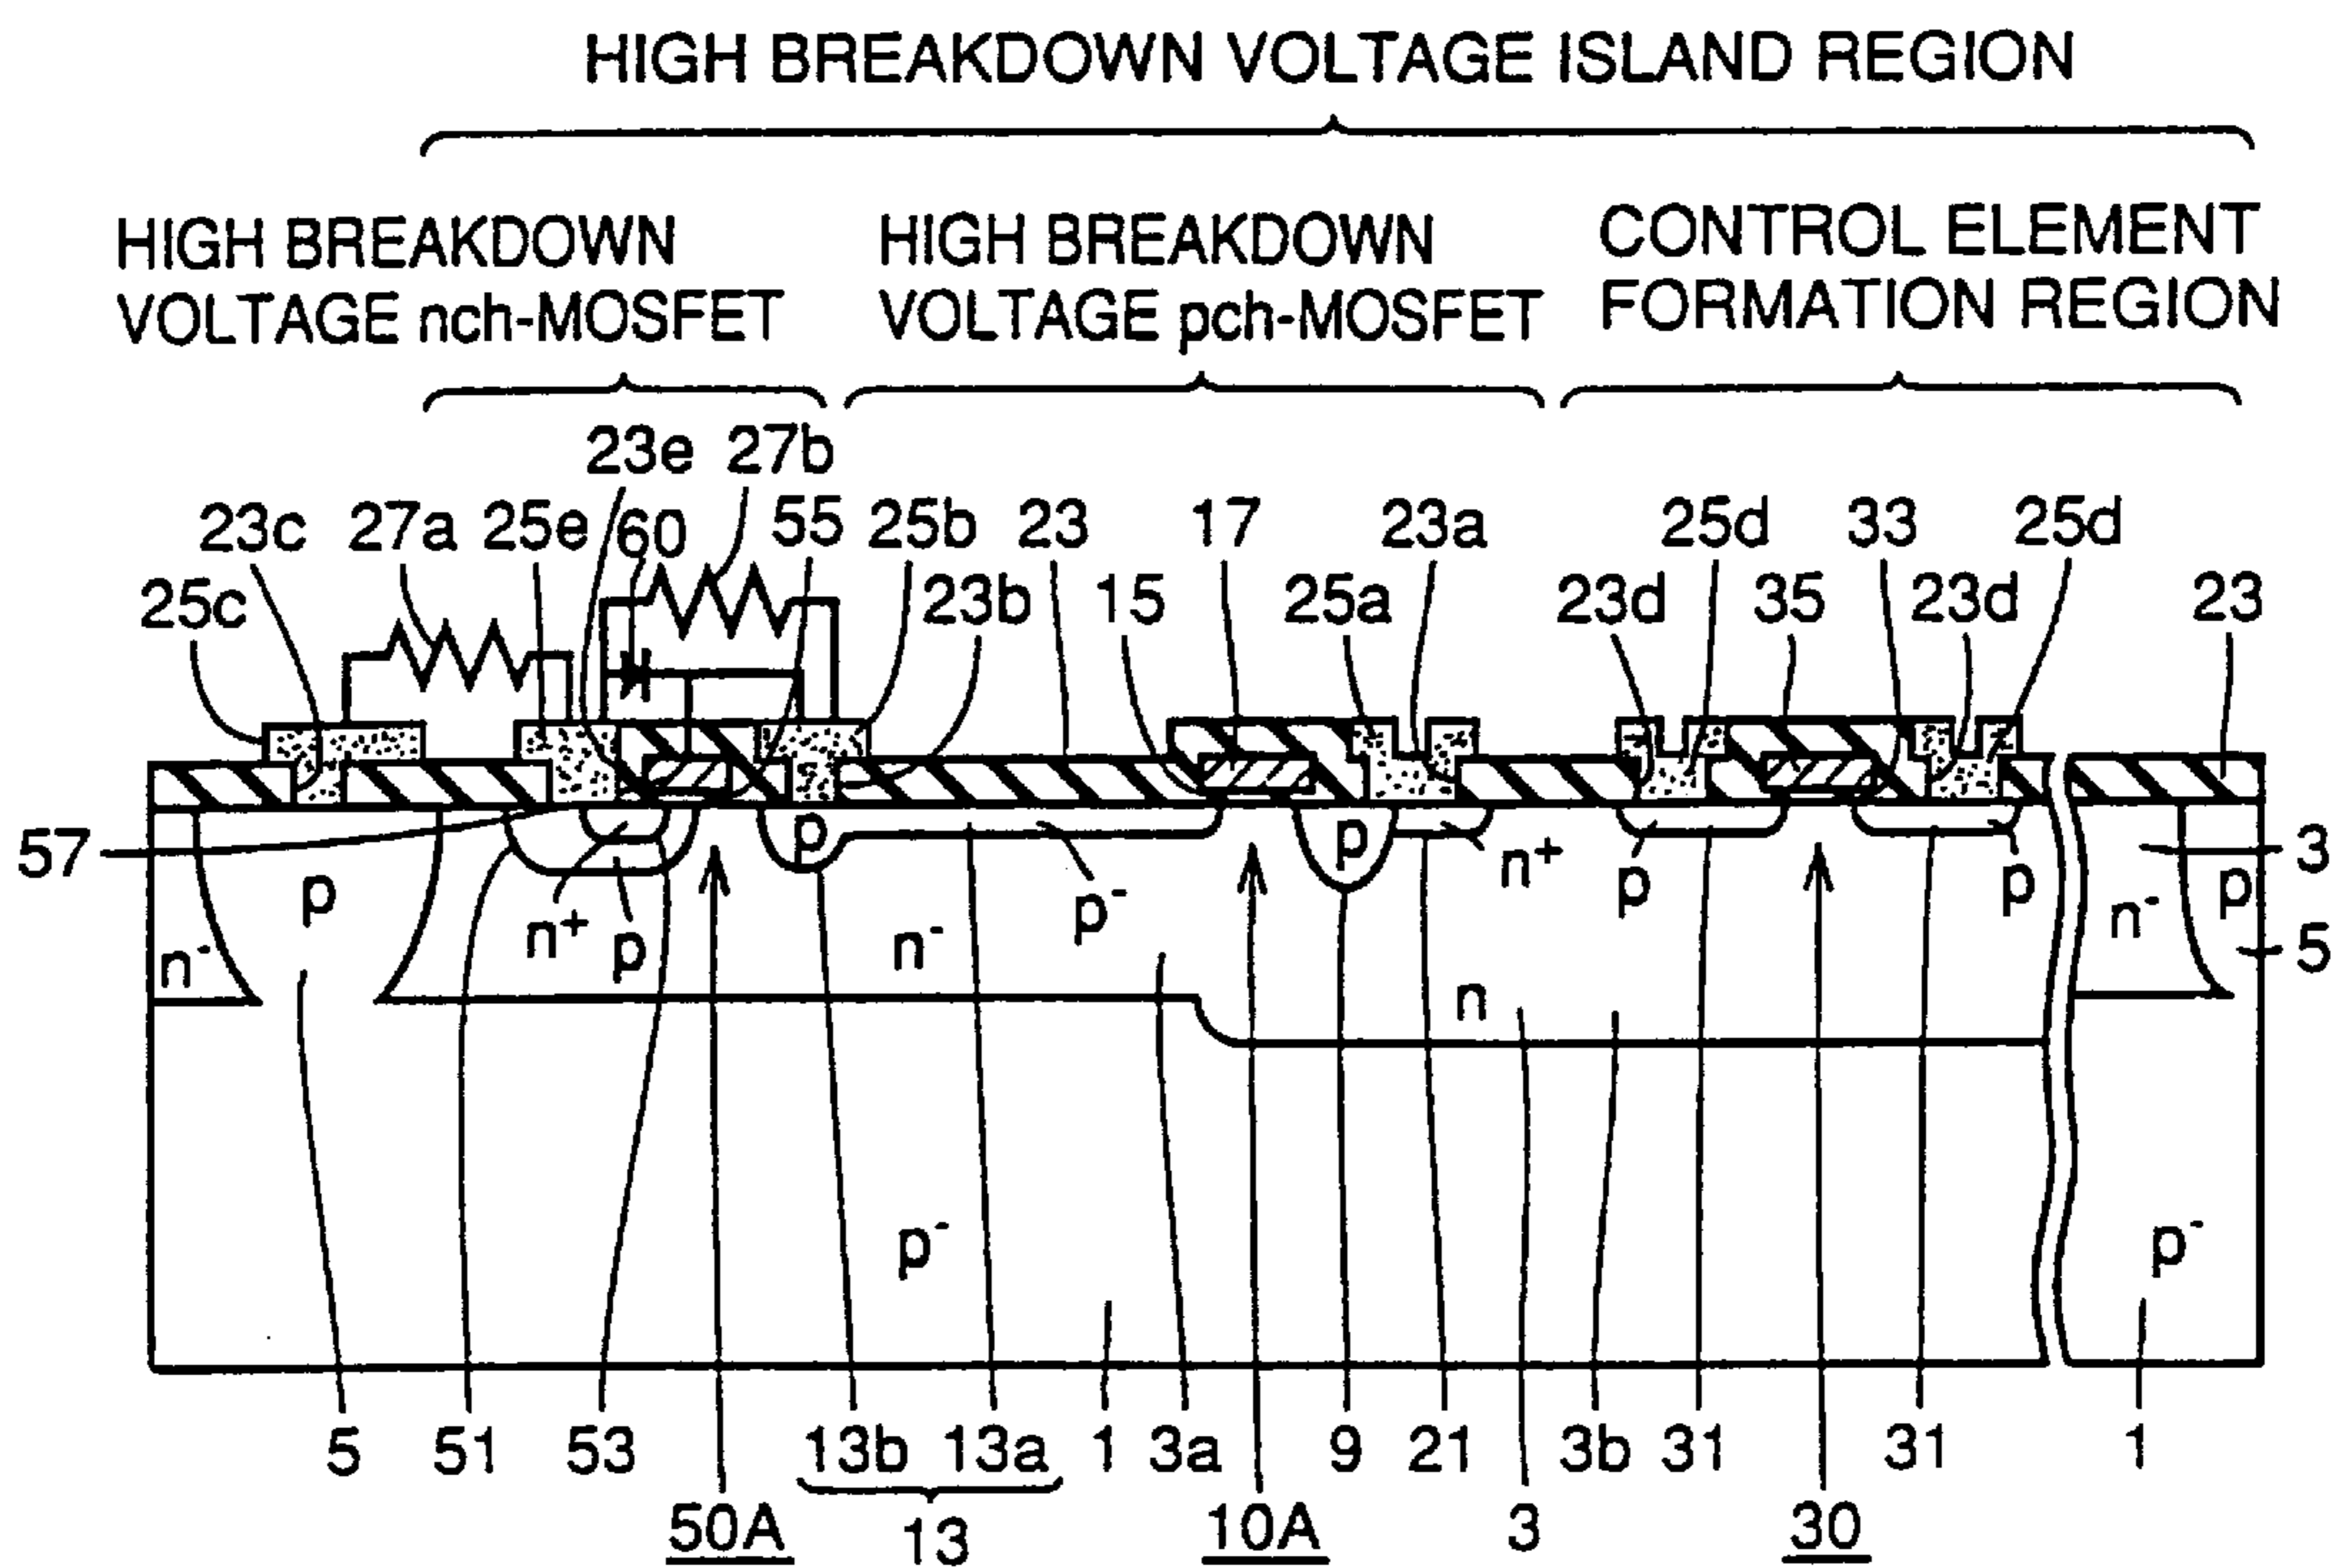 HIGH BREAKDOWN VOLTAGE ISLAND REGION
HIGH BREAKDOWN
VOLTAGE nch-MOSFET
HIGH BREAKDOWN
VOLTAGE pch-MOSFET
CONTROL ELEMENT
FORMATION REGION
23e 27b
23c 27a 25e 60 55 25b 23 17 23a 25d 33 25d
25c 23b 15 25a 23d 35 23d 23
57 p p n+ p p 3
p n+ p n- p- n- p 5
n- n
p- p-
5 51 53 13b 13a 1 3a 9 21 3b 31 31 1
50A 13 10A 3 30